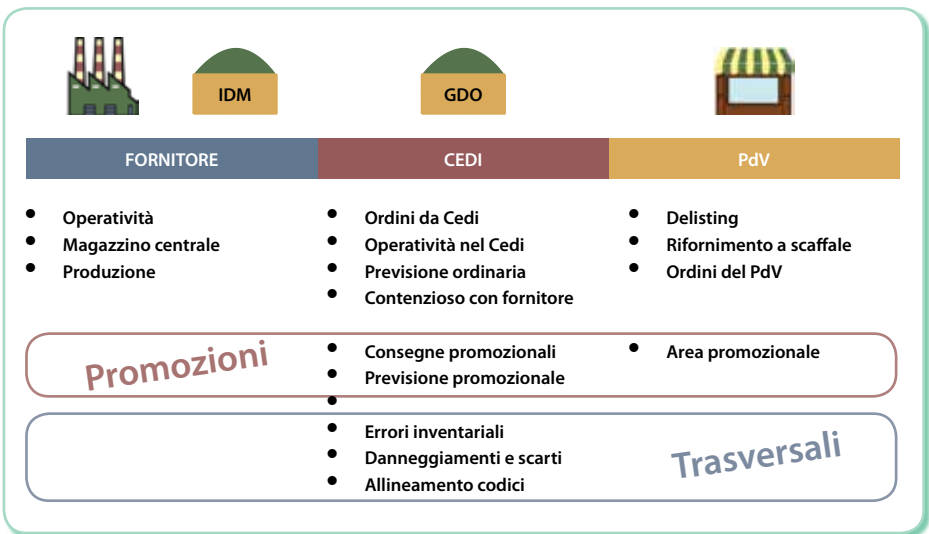 IDM
GDO
FORNITORE
CEDI
PdV
• Operatività
• Magazzino centrale
• Produzione
• Ordini da Cedi
• Operatività nel Cedi
• Previsione ordinaria
• Contenzioso con fornitore
• Delisting
• Rifornimento a scaffale
• Ordini del PdV
Promozioni
• Consegne promozionali
• Previsione promozionale
•
• Area promozionale
• Errori inventariali
• Danneggiamenti e scarti
• Allineamento codici
Trasversali